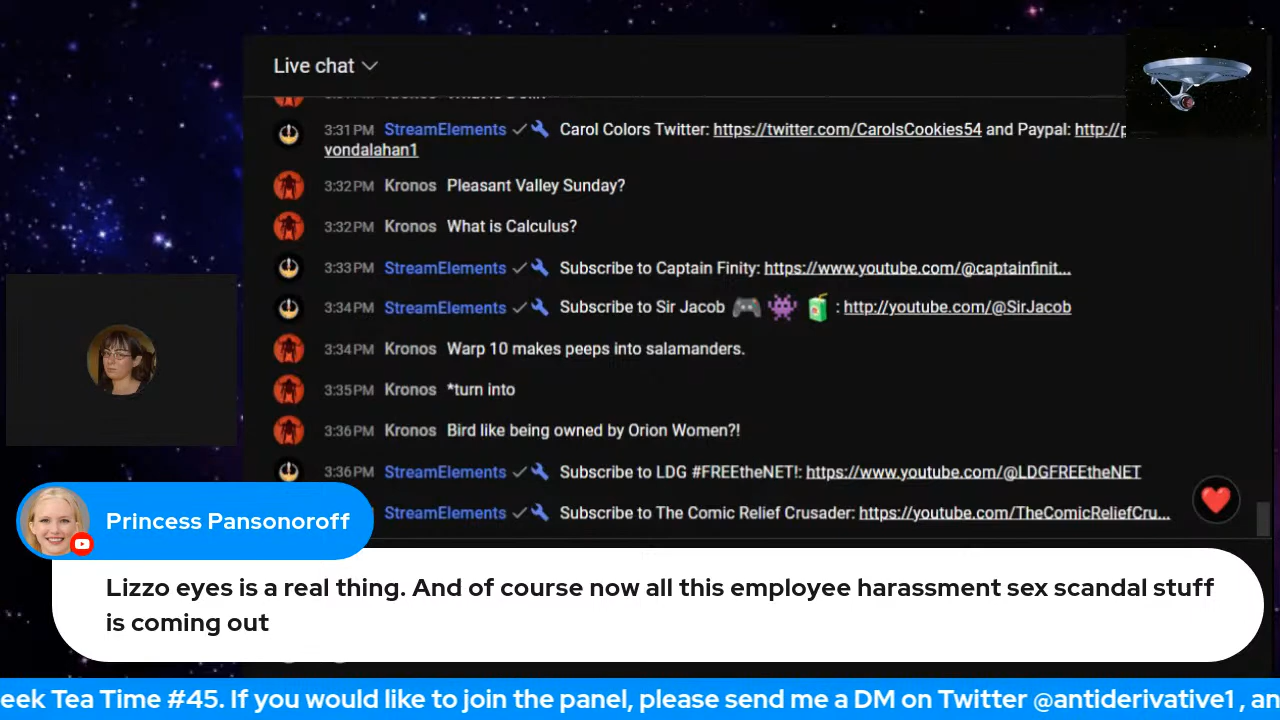 Live chat
3:31 PM StreamElements Carol Colors Twitter: https://twitter.com/CarolsCookies54 and Paypal: http://p
vondalahan1
3:32 PM Kronos Pleasant Valley Sunday?
3:32 PM Kronos What is Calculus?
3:33 PM StreamElements Subscribe to Captain Finity: https://www.youtube.com/@captainfinit...
3:34 PM StreamElements Subscribe to Sir Jacob 🎮 👾 🧃 : http://youtube.com/@SirJacob
3:34 PM Kronos Warp 10 makes peeps into salamanders.
3:35 PM Kronos *turn into
3:36 PM Kronos Bird like being owned by Orion Women?!
3:36 PM StreamElements Subscribe to LDG #FREEtheNET!: https://www.youtube.com/@LDGFREEtheNET
StreamElements Subscribe to The Comic Relief Crusader: https://youtube.com/TheComicReliefCru...
Princess Pansonoroff
Lizzo eyes is a real thing. And of course now all this employee harassment sex scandal stuff
is coming out
eek Tea Time #45. If you would like to join the panel, please send me a DM on Twitter @antiderivative1 , an